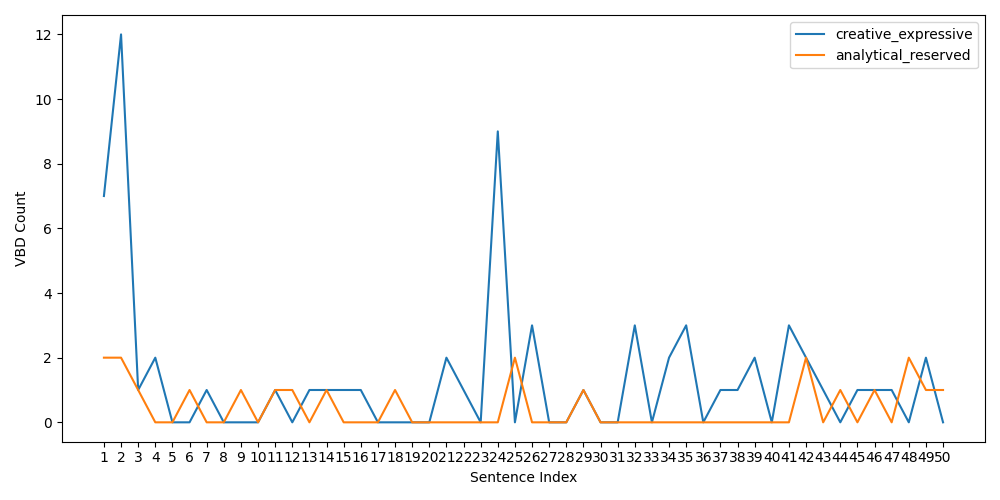 creative_expressive
analytical_reserved
12
10
8
6
4
2
0
VBD Count
1 2 3 4 5 6 7 8 9 10 11 12 13 14 15 16 17 18 19 20 21 22 23 24 25 26 27 28 29 30 31 32 33 34 35 36 37 38 39 40 41 42 43 44 45 46 47 48 49 50
Sentence Index